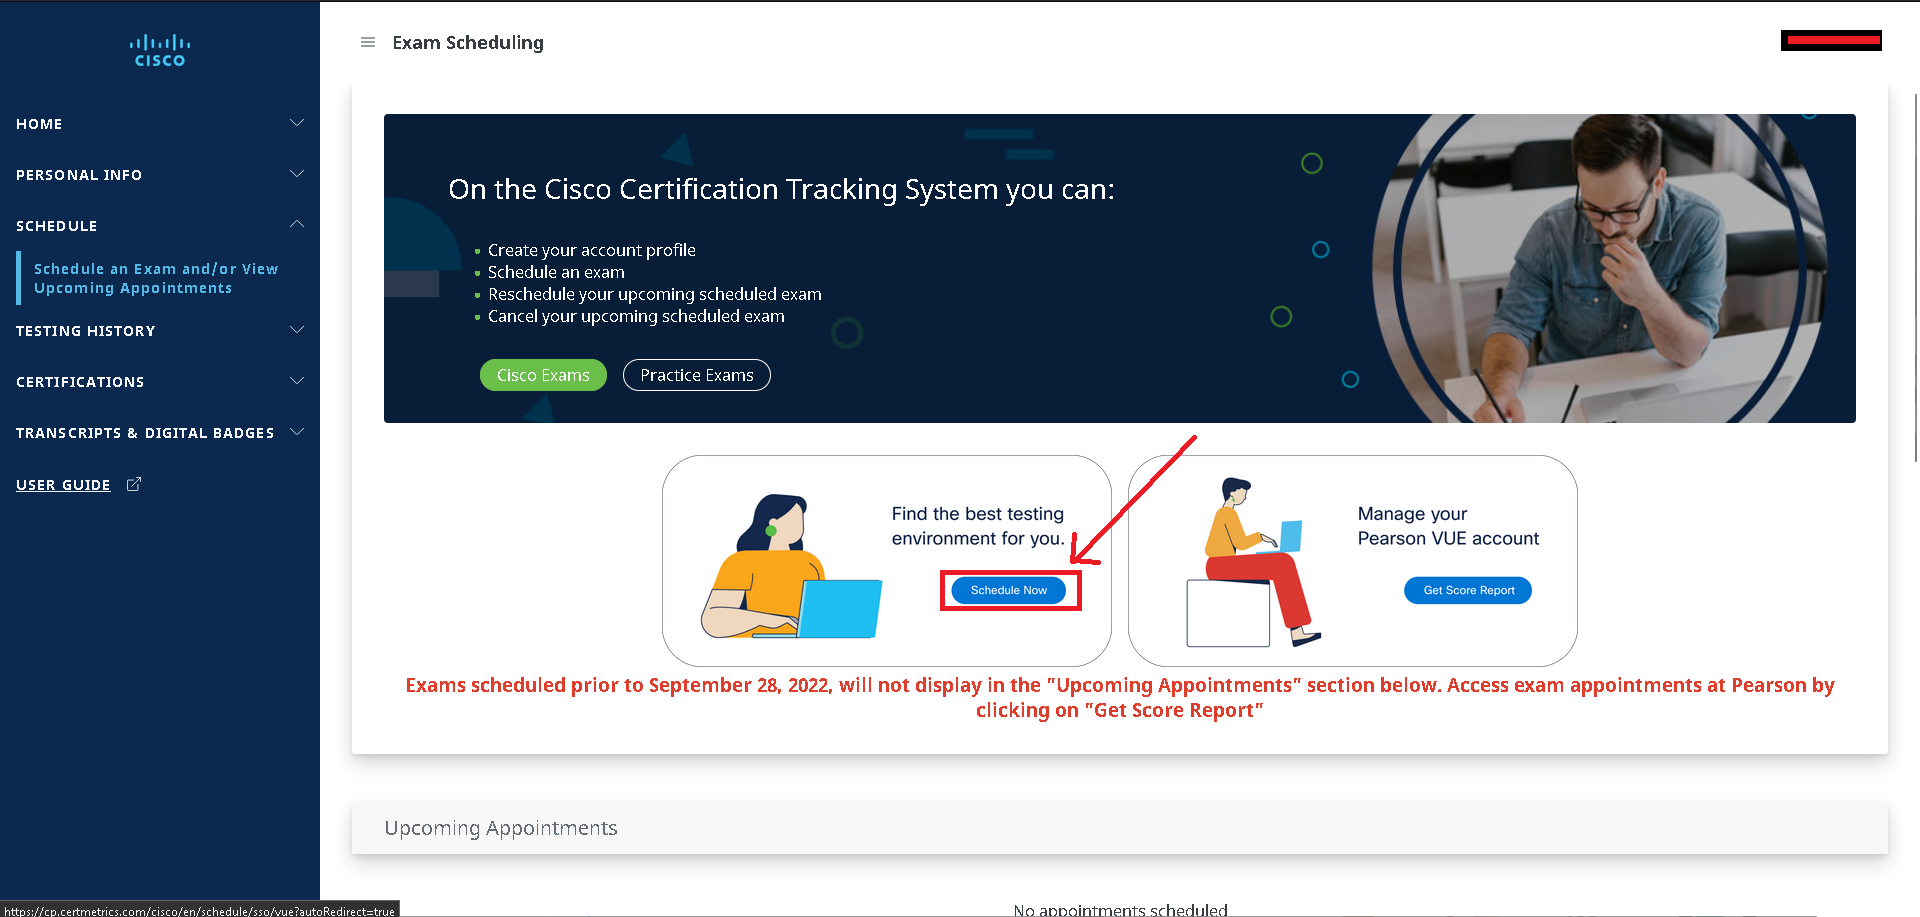 CISCO
HOME
PERSONAL INFO
SCHEDULE
Schedule an Exam and/or View
Upcoming Appointments
TESTING HISTORY
CERTIFICATIONS
TRANSCRIPTS & DIGITAL BADGES
USER GUIDE
Exam Scheduling
On the Cisco Certification Tracking System you can:
Create your account profile
Schedule an exam
Reschedule your upcoming scheduled exam
Cancel your upcoming scheduled exam
Cisco Exams
Practice Exams
Find the best testing
environment for you.
Schedule Now
Manage your
Pearson VUE account
Get Score Report
Exams scheduled prior to September 28, 2022, will not display in the "Upcoming Appointments" section below. Access exam appointments at Pearson by
clicking on "Get Score Report"
Upcoming Appointments
No appointments scheduled
https://cp.certmetrics.com/cisco/en/schedule/sso/vue?autoRedirect=true